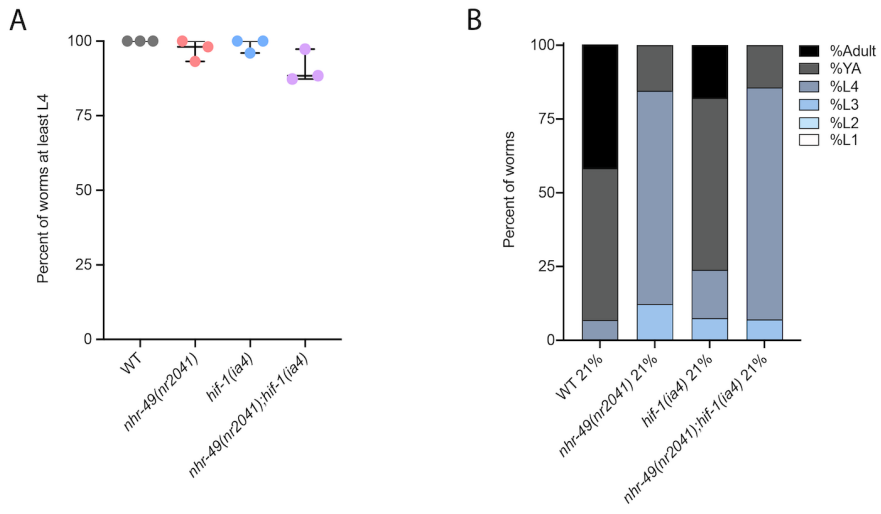 A
Percent of worms at least L4
100
75
50
25
0
WT
nhr-49(nr2041)
hif-1(ia4)
nhr-49(nr2041);hif-1(ia4)
B
Percent of worms
100
75
50
25
0
WT 21%
nhr-49(nr2041) 21%
hif-1(ia4) 21%
nhr-49(nr2041);hif-1(ia4) 21%
%Adult
%YA
%L4
%L3
%L2
%L1